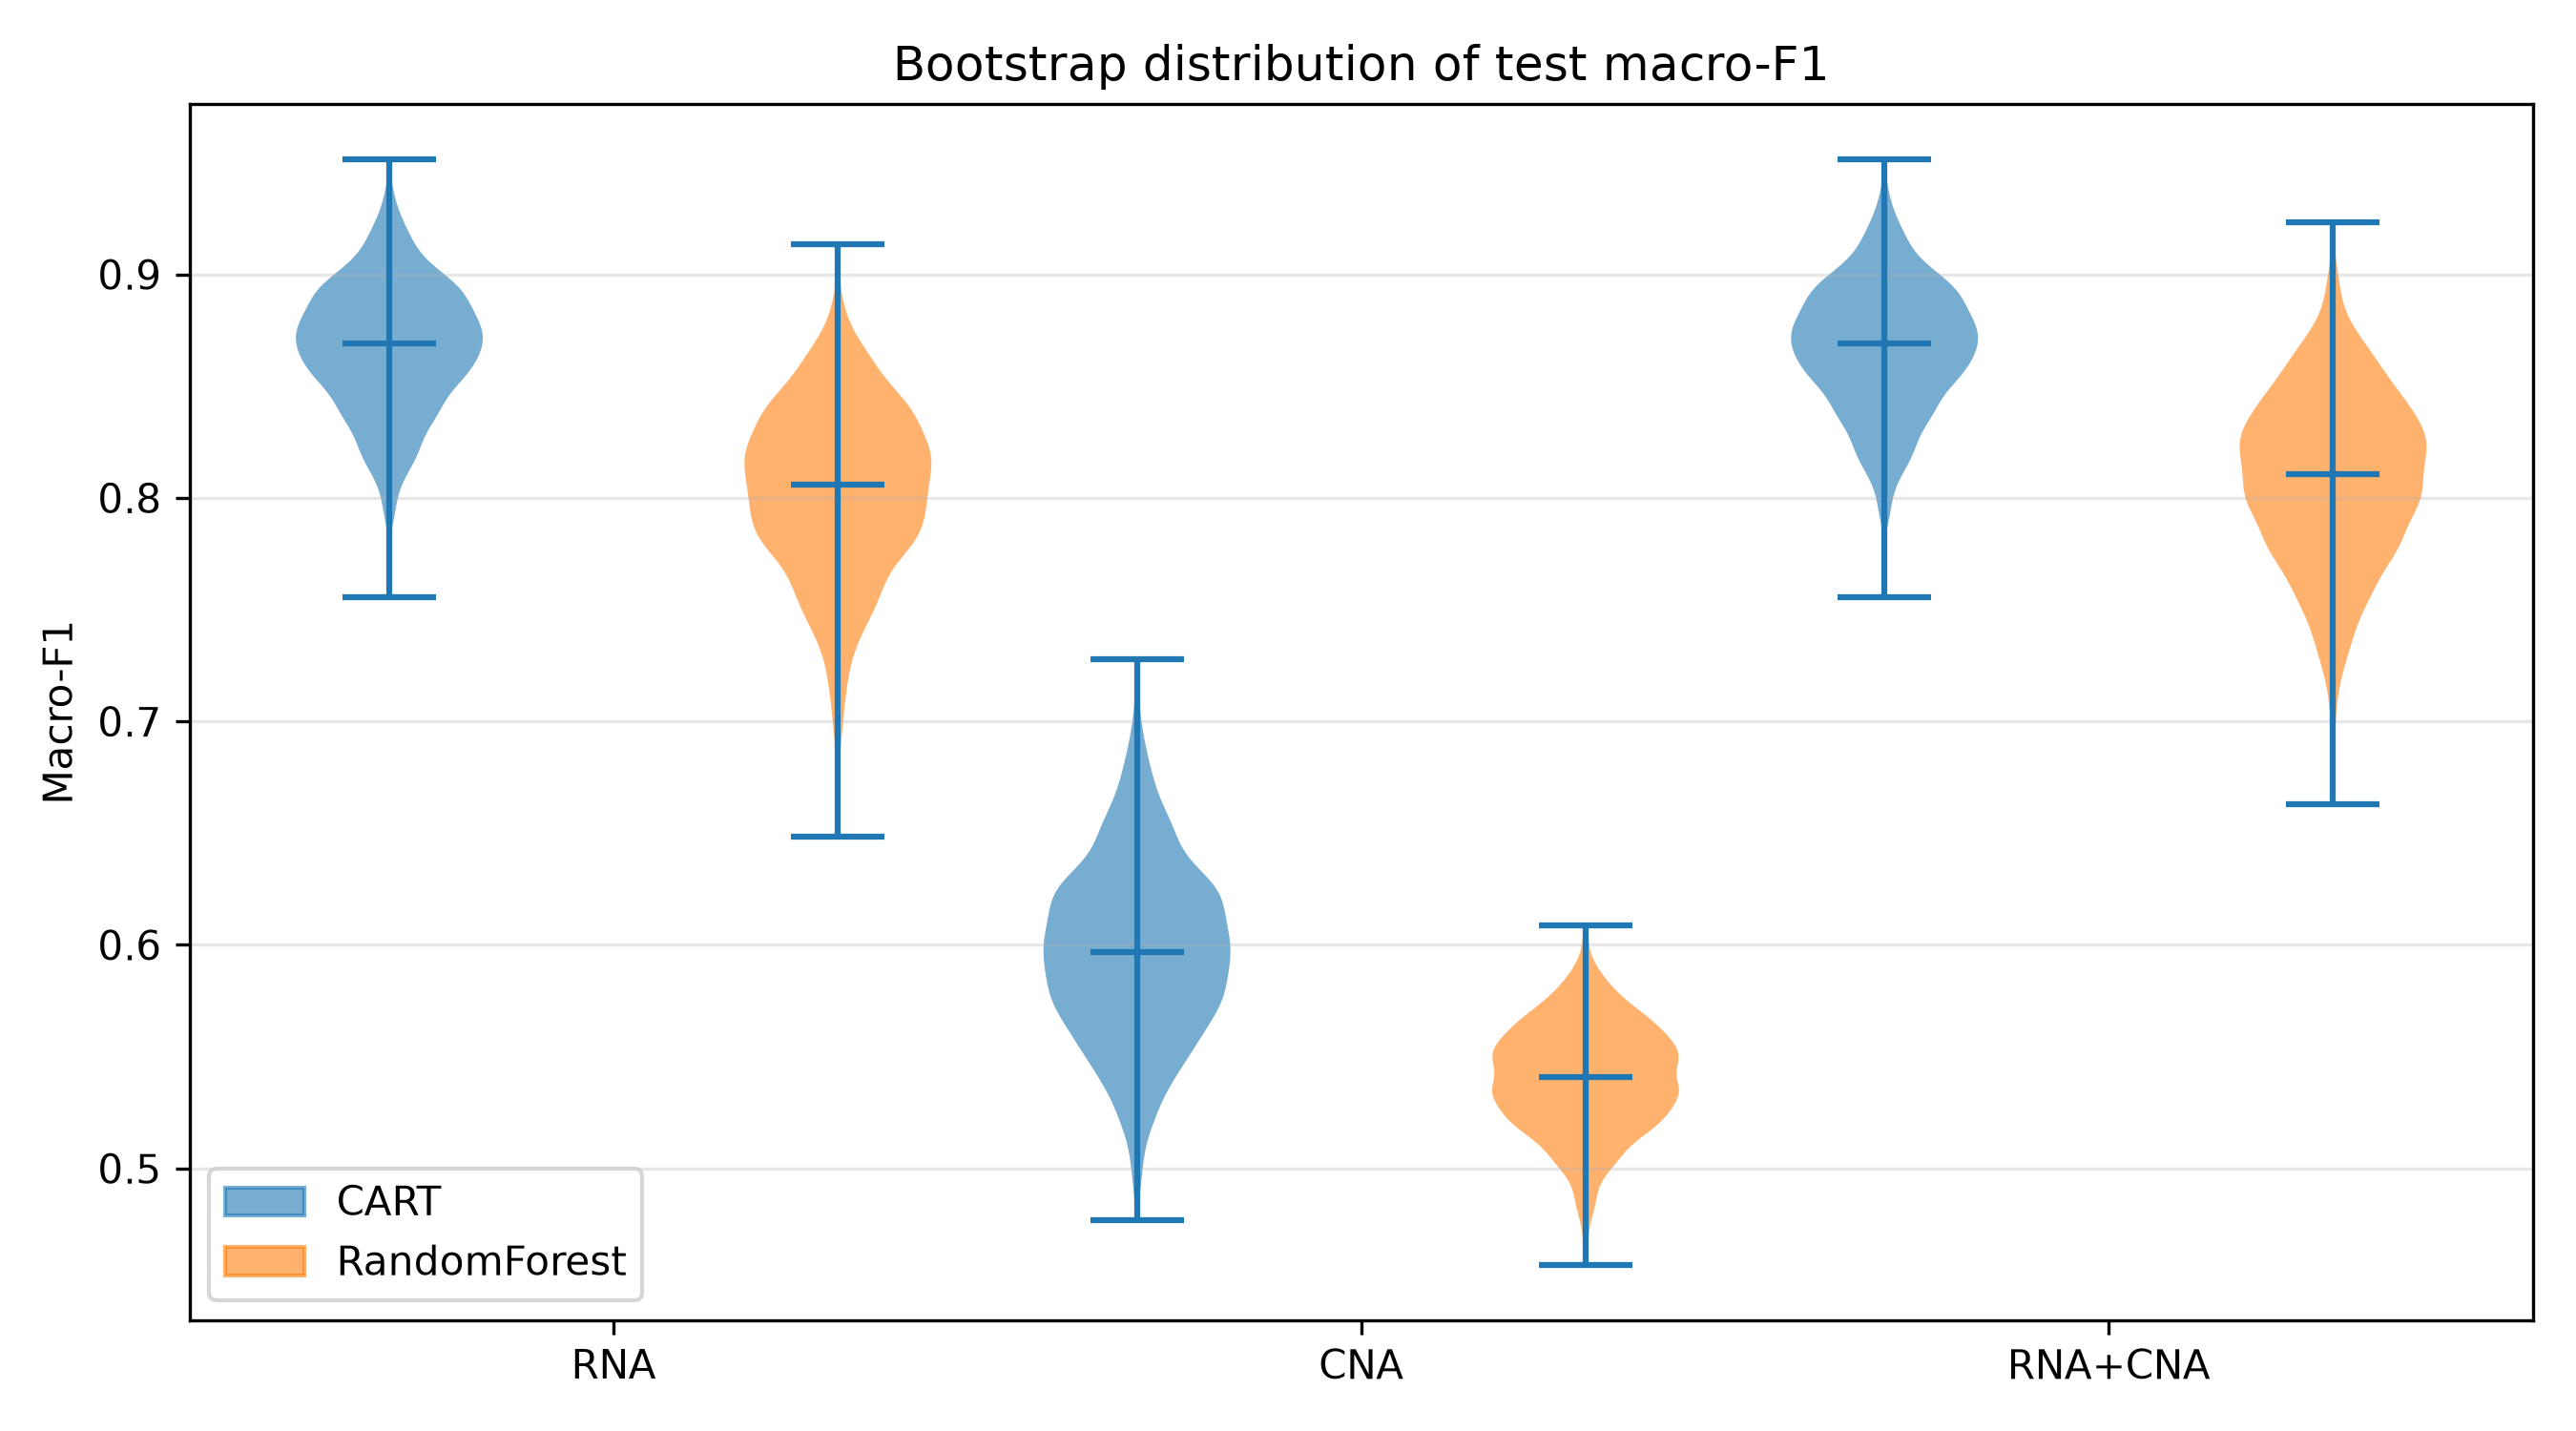 Bootstrap distribution of test macro-F1
Macro-F1
0.9
0.8
0.7
0.6
0.5
CART
RandomForest
RNA
CNA
RNA+CNA